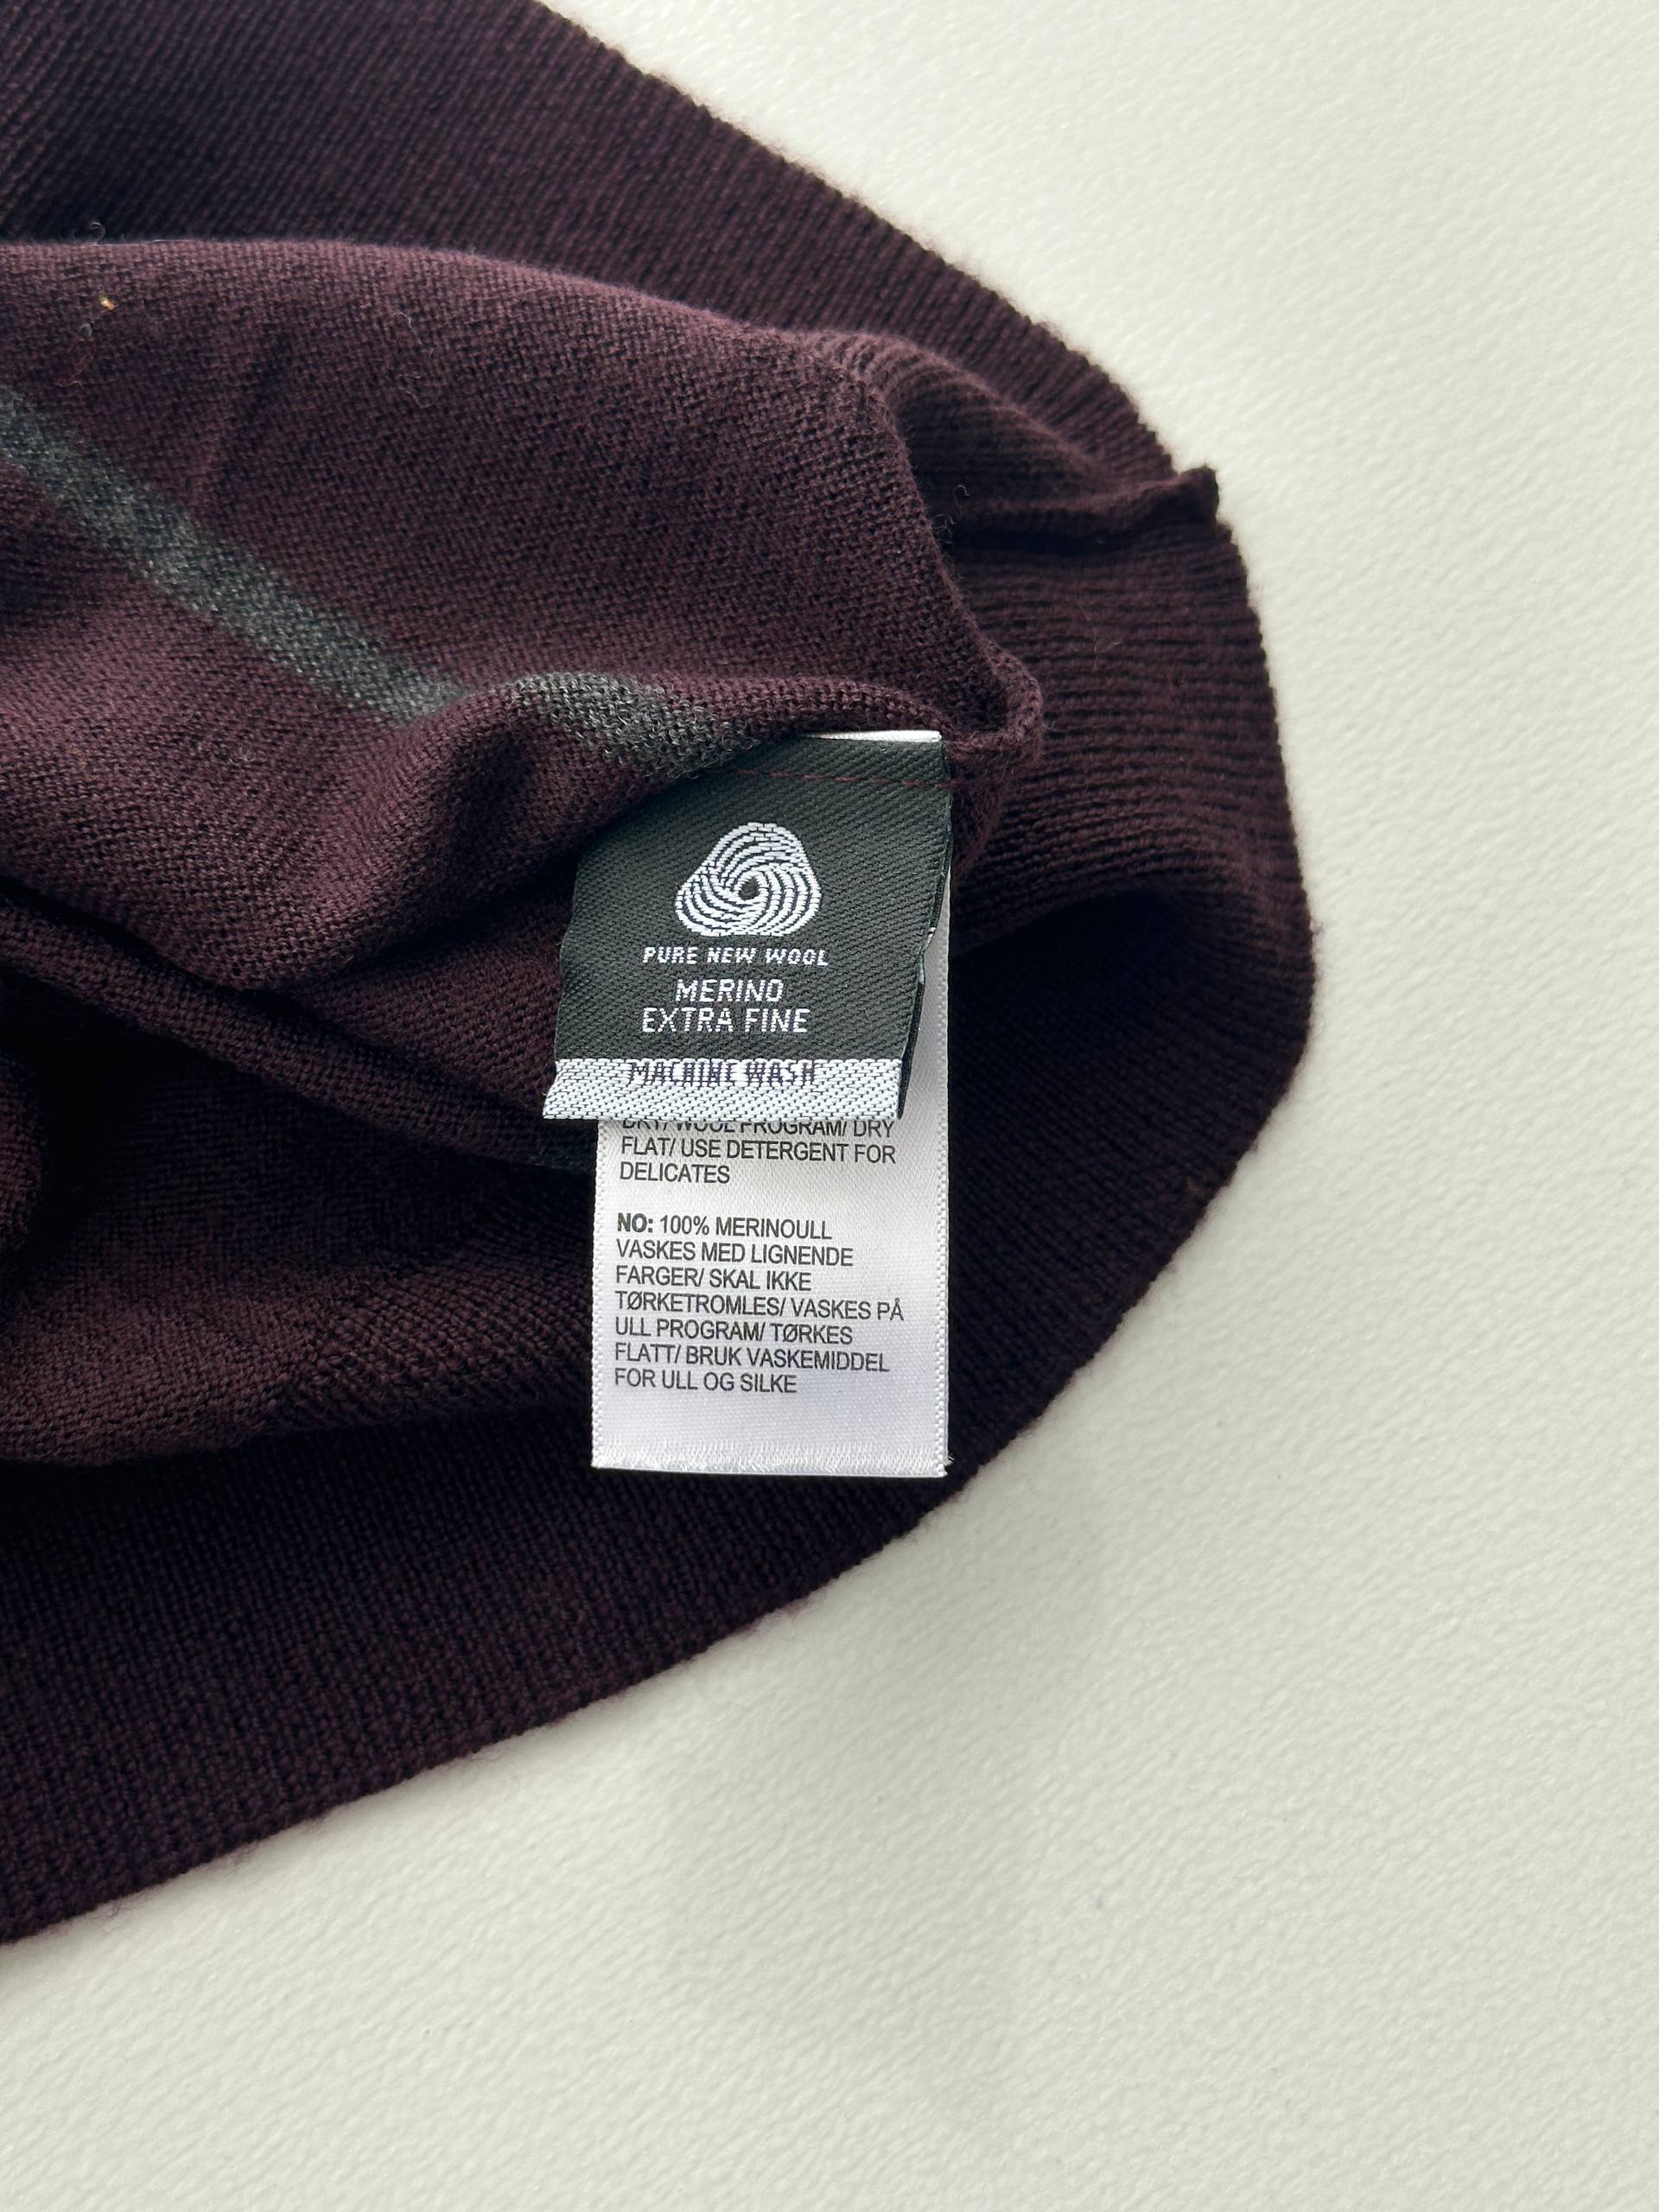 PURE NEW WOOL
MERINO
EXTRA FINE
MACHINE WASH
DRY/ WOOL PROGRAM/ DRY
FLAT/ USE DETERGENT FOR
DELICATES
NO: 100% MERINOULL
VASKES MED LIGNENDE
FARGER/ SKAL IKKE
TØRKETROMLES/ VASKES PÅ
ULL PROGRAM/ TØRKES
FLATT/ BRUK VASKEMIDDEL
FOR ULL OG SILKE